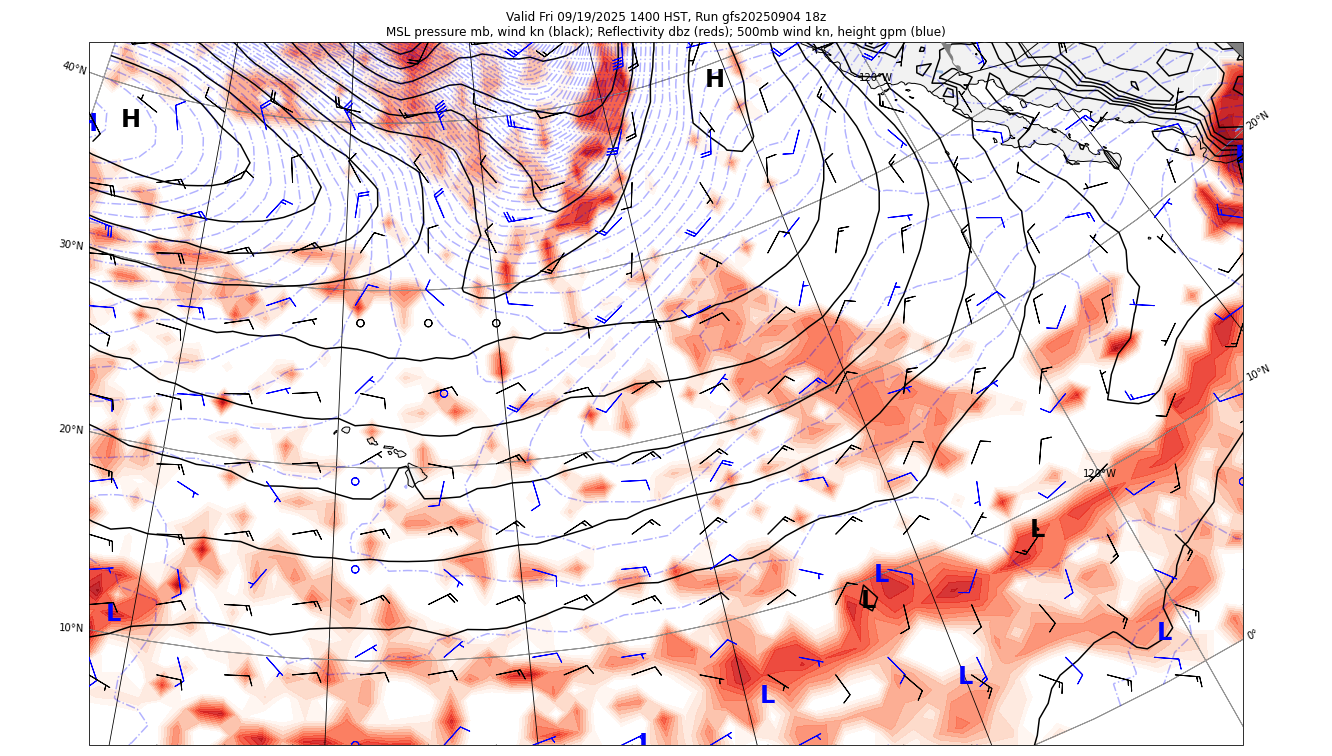 Valid Fri 09/19/2025 1400 HST, Run gfs20250904 18z
MSL pressure mb, wind kn (black); Reflectivity dbz (reds); 500mb wind kn, height gpm (blue)
40°N
H
H
120°W
20°N
30°N
10°N
20°N
120°W
L
L
L
L
10°N
L
0°
L
L